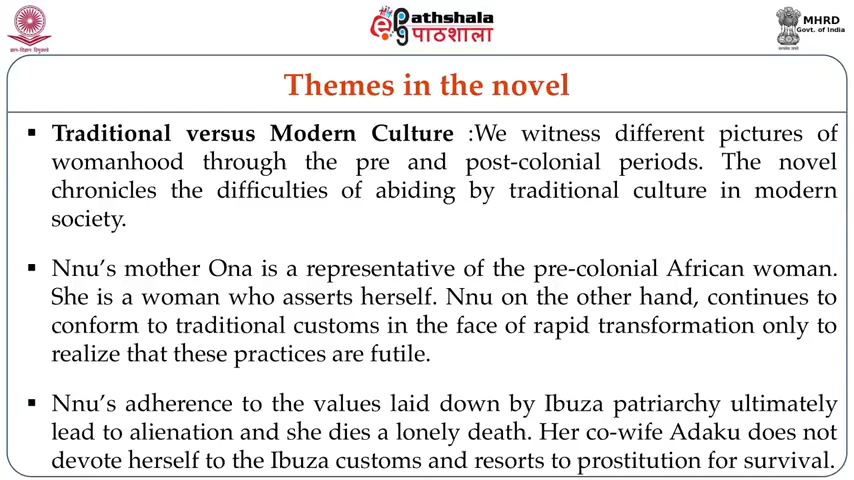 ePathshala
पाठशाला
ज्ञान-विज्ञान विमुक्तये
MHRD
Govt. of India
Themes in the novel
▪ Traditional versus Modern Culture :We witness different pictures of
womanhood through the pre and post-colonial periods. The novel
chronicles the difficulties of abiding by traditional culture in modern
society.
▪ Nnu’s mother Ona is a representative of the pre-colonial African woman.
She is a woman who asserts herself. Nnu on the other hand, continues to
conform to traditional customs in the face of rapid transformation only to
realize that these practices are futile.
▪ Nnu’s adherence to the values laid down by Ibuza patriarchy ultimately
lead to alienation and she dies a lonely death. Her co-wife Adaku does not
devote herself to the Ibuza customs and resorts to prostitution for survival.